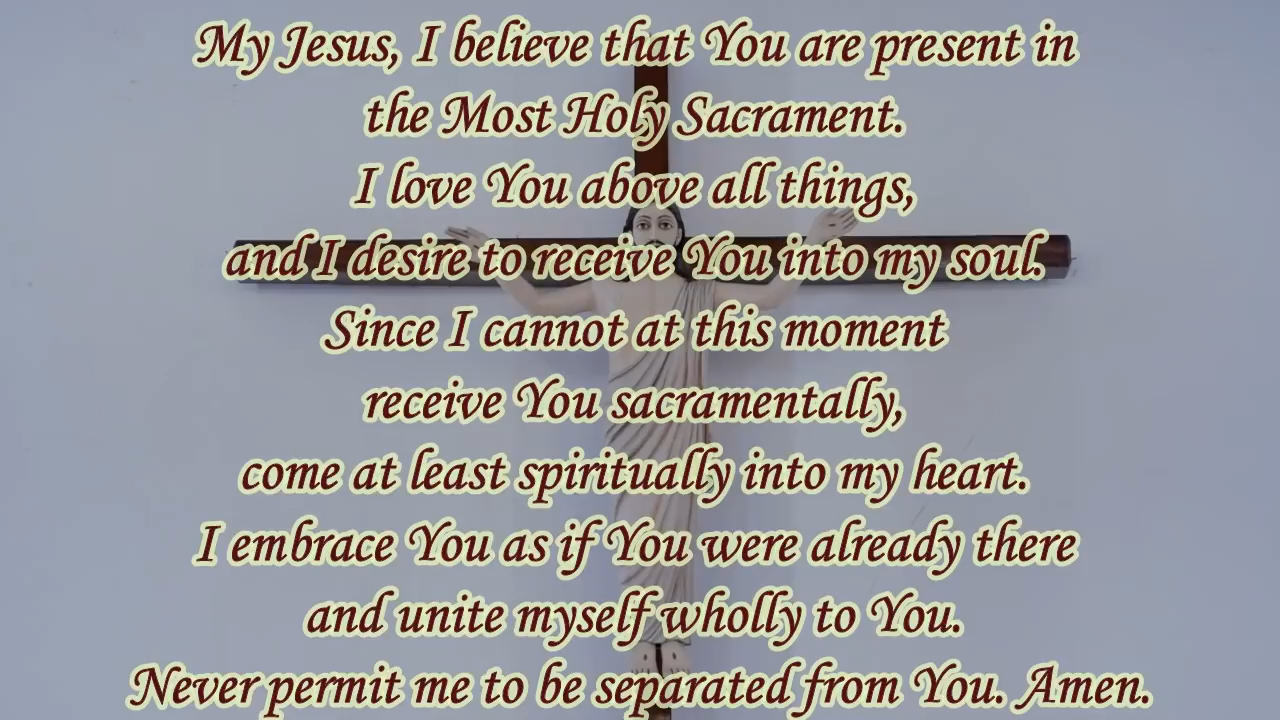 My Jesus, I believe that You are present in
the Most Holy Sacrament.
I love You above all things,
and I desire to receive You into my soul.
Since I cannot at this moment
receive You sacramentally,
come at least spiritually into my heart.
I embrace You as if You were already there
and unite myself wholly to You.
Never permit me to be separated from You. Amen.